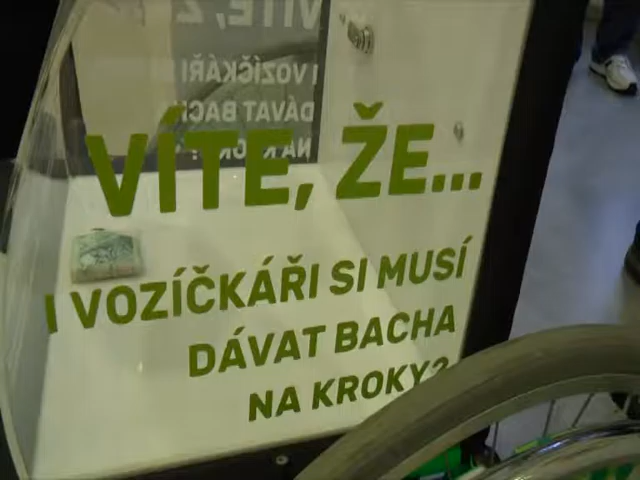 VÍTE, ŽE...
I VOZÍČKÁŘI SI MUSÍ
DÁVAT BACHA
NA KROKY?